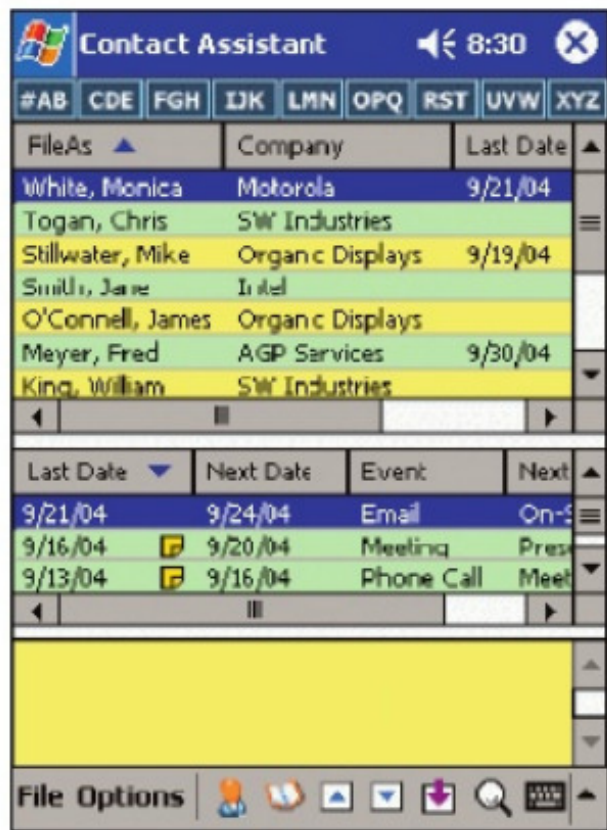 Contact Assistant 8:30
#AB CDE FGH IJK LMN OPQ RST UVW XYZ
FileAs Company Last Date
White, Monica Motorola 9/21/04
Togan, Chris SW Industries
Stillwater, Mike Organic Displays 9/19/04
Smith, Jane Intel
O'Connell, James Organic Displays
Meyer, Fred AGP Services 9/30/04
King, William SW Industries
Last Date Next Date Event Next
9/21/04 9/24/04 Email On-S
9/16/04 9/20/04 Meeting Prese
9/13/04 9/16/04 Phone Call Meet
File Options